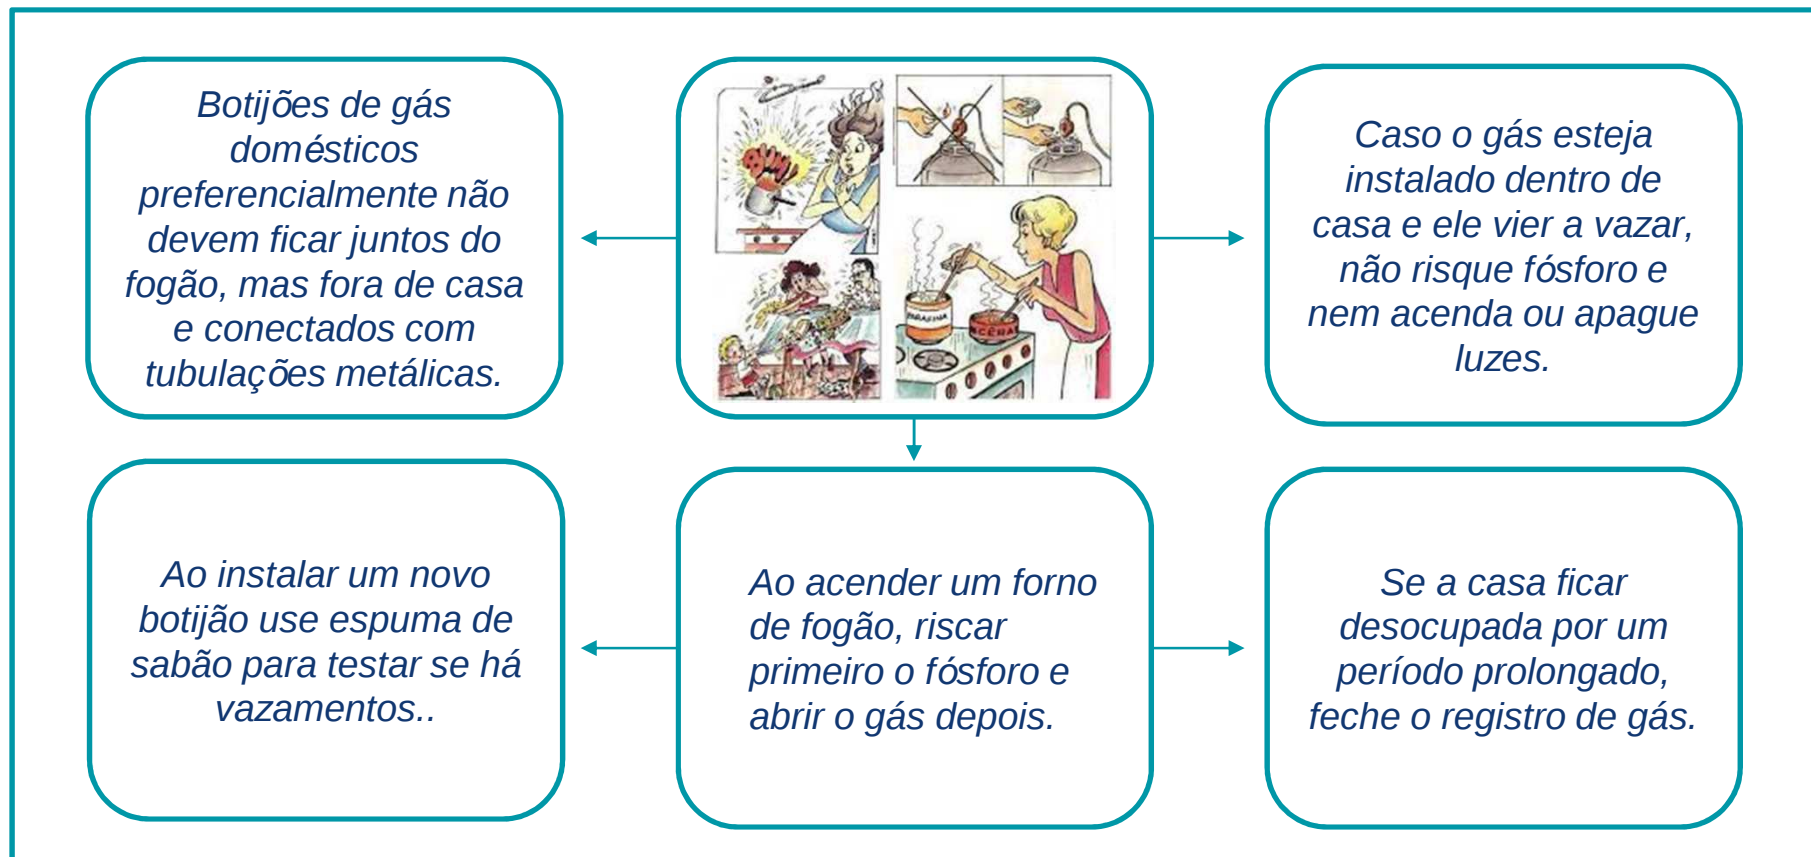 Botijões de gás
domésticos
preferencialmente não
devem ficar juntos do
fogão, mas fora de casa
e conectados com
tubulações metálicas.
BUM!
PARAFINA
CÊRA
Caso o gás esteja
instalado dentro de
casa e ele vier a vazar,
não risque fósforo e
nem acenda ou apague
luzes.
Ao instalar um novo
botijão use espuma de
sabão para testar se há
vazamentos..
Ao acender um forno
de fogão, riscar
primeiro o fósforo e
abrir o gás depois.
Se a casa ficar
desocupada por um
período prolongado,
feche o registro de gás.